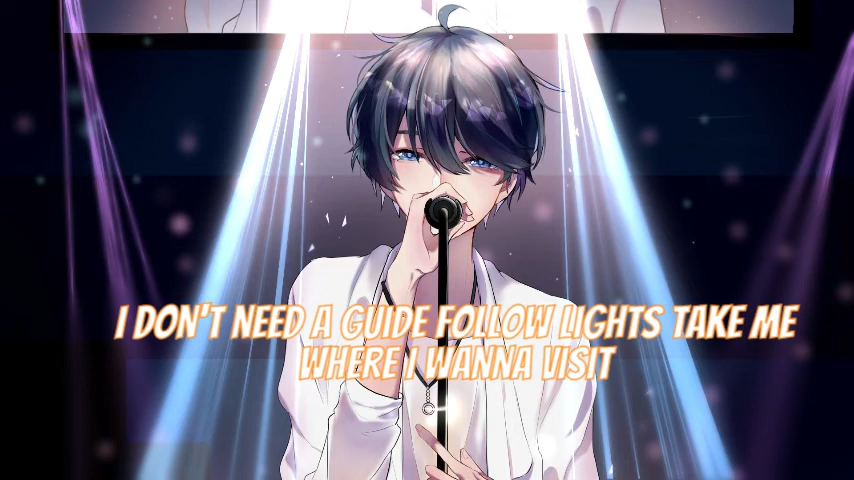 I DON'T NEED A GUIDE FOLLOW LIGHTS TAKE ME
WHERE I WANNA VISIT